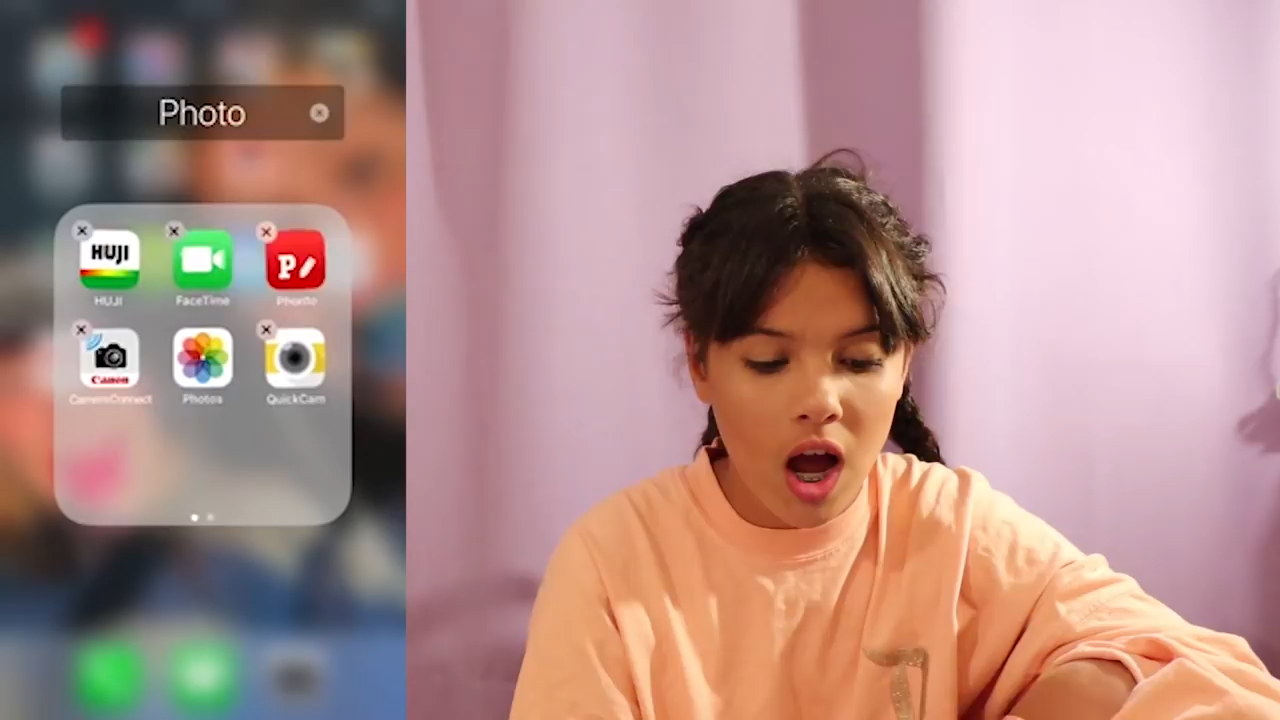 Photo
HUJI
P
HUJI FaceTime Phonto
Canon
CameraConnect Photos QuickCam